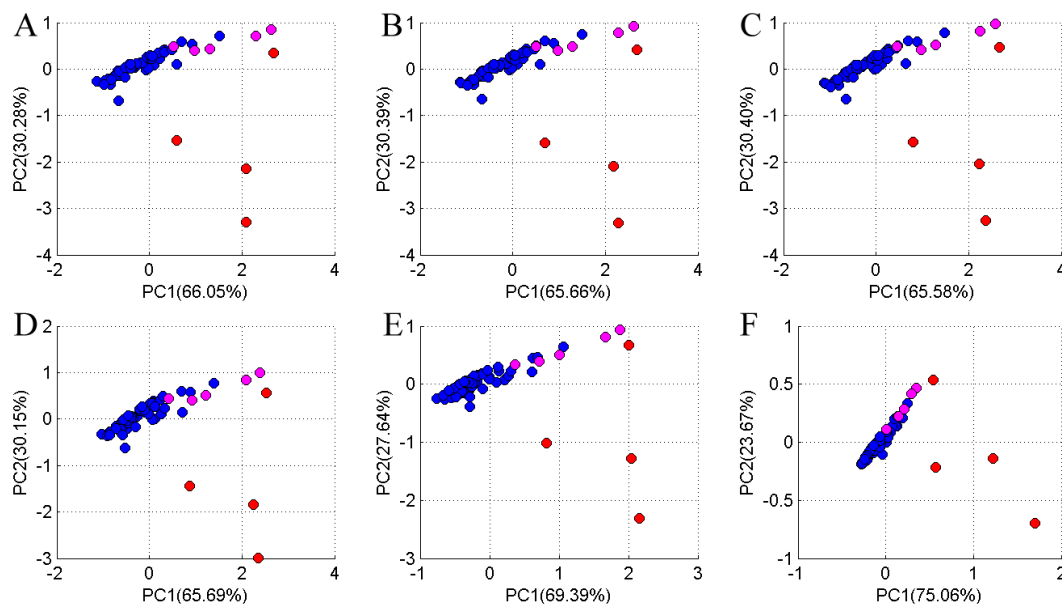 A
1
0
-1
-2
-3
-4
-2 0 2 4
PC2(30.28%)
PC1(66.05%)
B
1
0
-1
-2
-3
-4
-2 0 2 4
PC2(30.39%)
PC1(65.66%)
C
1
0
-1
-2
-3
-4
-2 0 2 4
PC2(30.40%)
PC1(65.58%)
D
2
1
0
-1
-2
-3
-2 0 2 4
PC2(30.15%)
PC1(65.69%)
E
1
0
-1
-2
-3
-1 0 1 2 3
PC2(27.64%)
PC1(69.39%)
F
1
0.5
0
-0.5
-1
-1 0 1 2
PC2(23.67%)
PC1(75.06%)